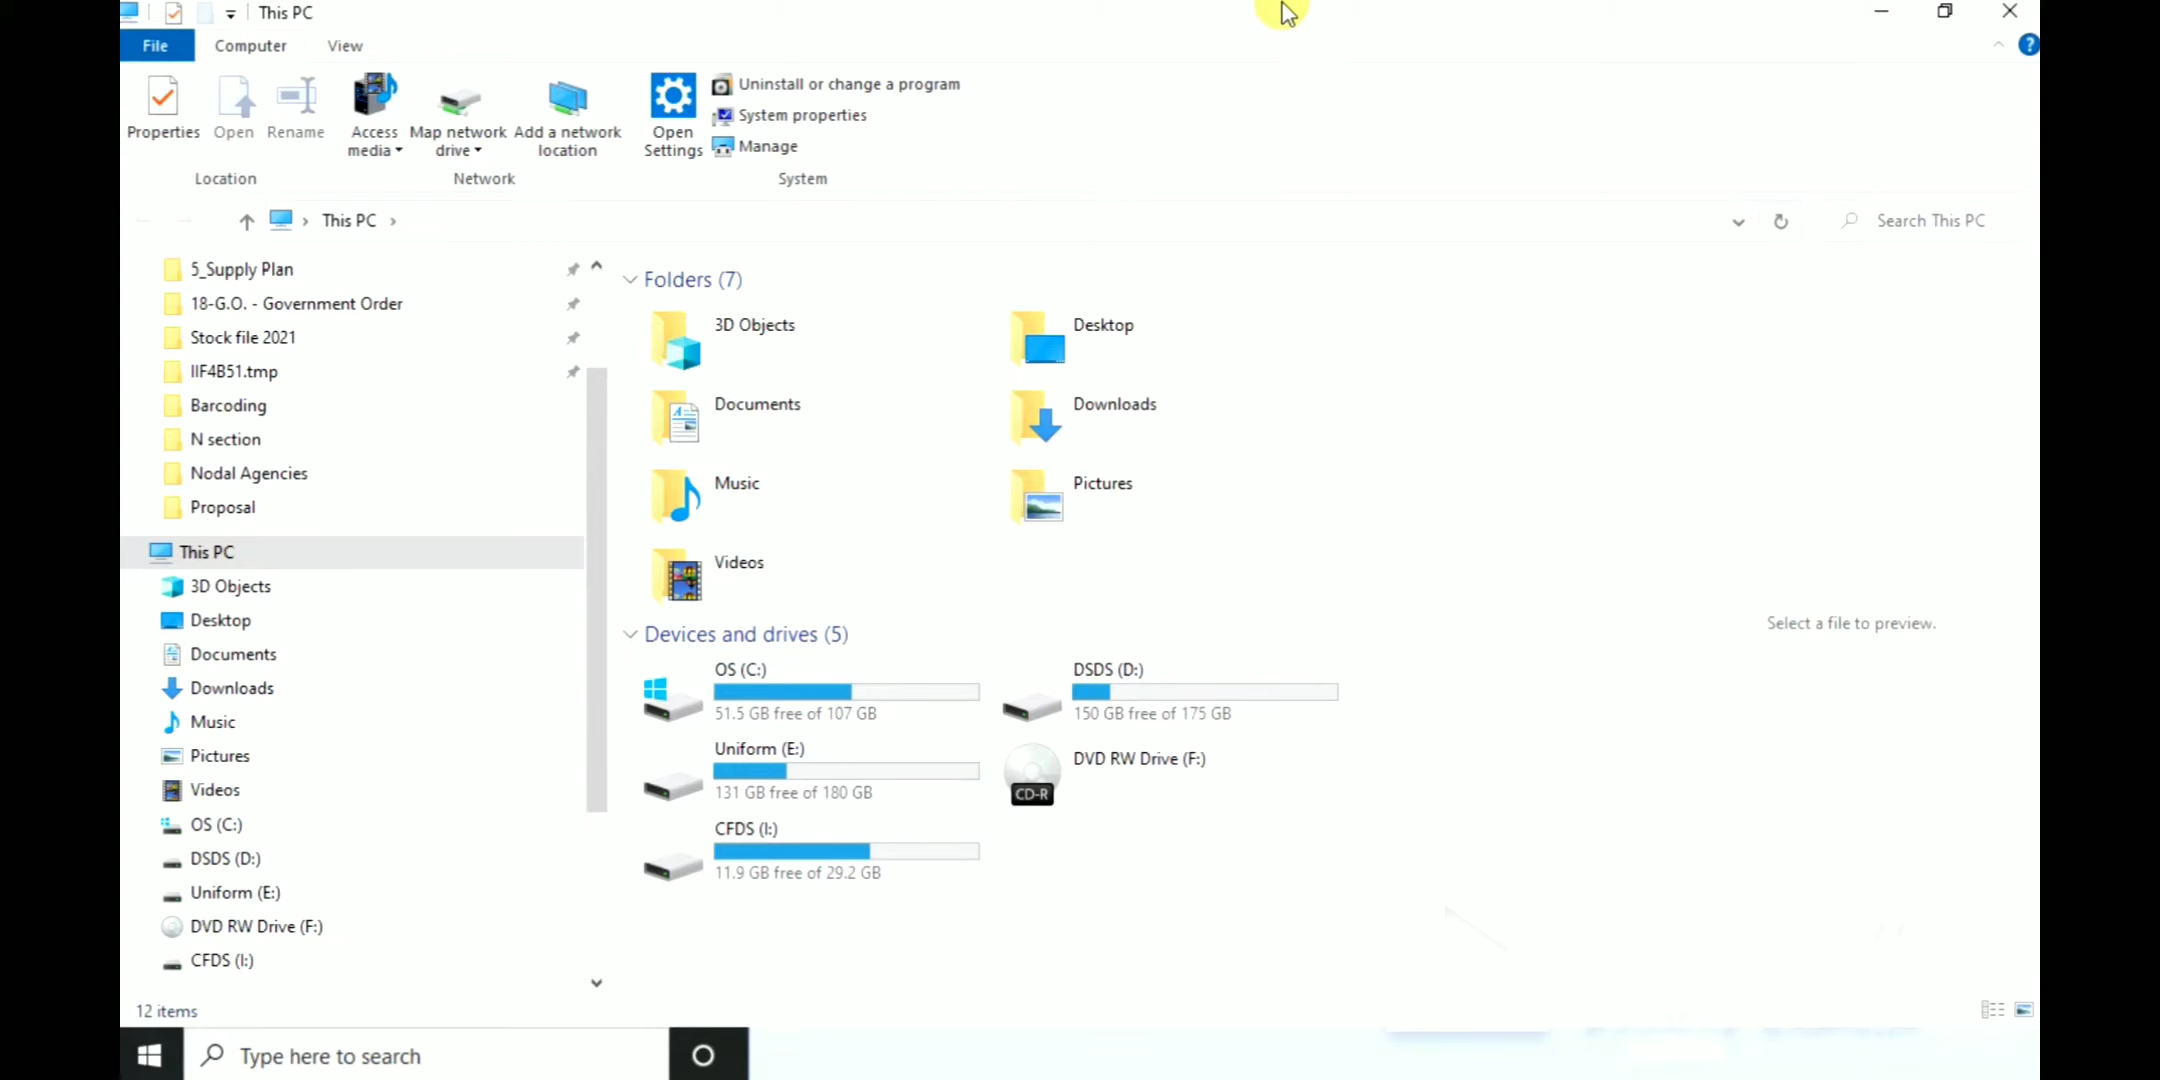 This PC
File Computer View
?
Properties Open Rename Access media Map network drive Add a network location Open Settings
Uninstall or change a program
System properties
Manage
Location Network System
This PC
Search This PC
5_Supply Plan
18-G.O. - Government Order
Stock file 2021
IIF4B51.tmp
Barcoding
N section
Nodal Agencies
Proposal
This PC
3D Objects
Desktop
Documents
Downloads
Music
Pictures
Videos
OS (C:)
DSDS (D:)
Uniform (E:)
DVD RW Drive (F:)
CFDS (I:)
Folders (7)
3D Objects
Desktop
Documents
Downloads
Music
Pictures
Videos
Devices and drives (5)
OS (C:)
51.5 GB free of 107 GB
DSDS (D:)
150 GB free of 175 GB
Uniform (E:)
131 GB free of 180 GB
DVD RW Drive (F:)
CD-R
CFDS (I:)
11.9 GB free of 29.2 GB
Select a file to preview.
12 items
Type here to search